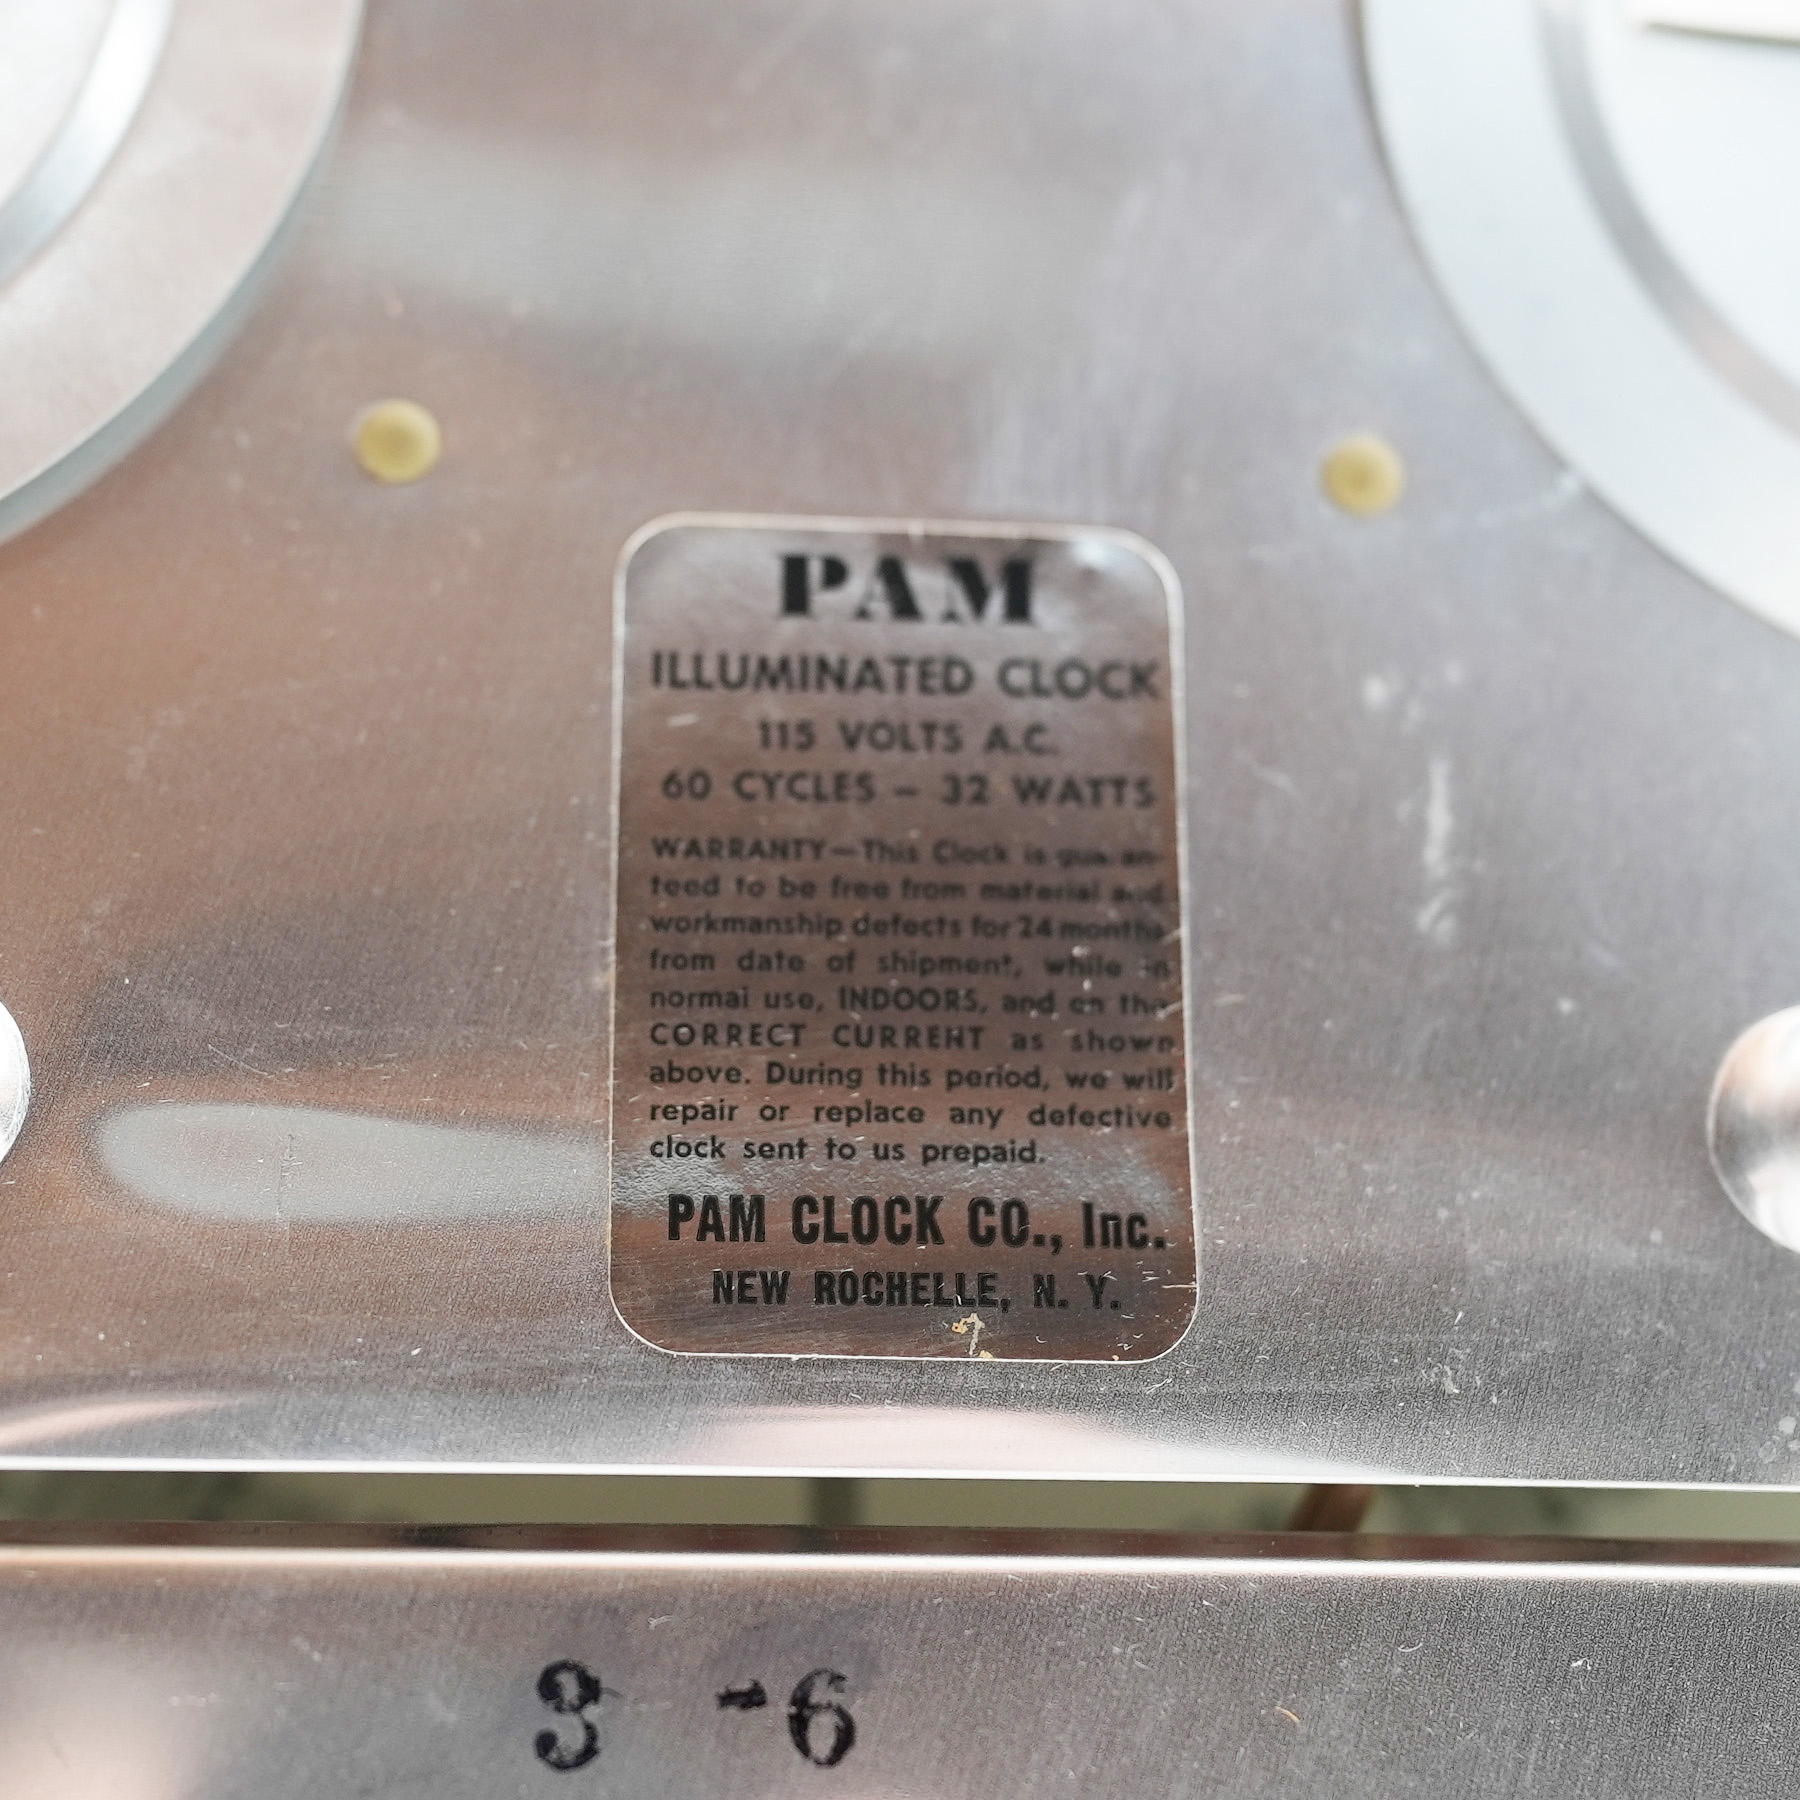 PAM
ILLUMINATED CLOCK
115 VOLTS A.C.
60 CYCLES – 32 WATTS
WARRANTY—This Clock is guaran-
teed to be free from material and
workmanship defects for 24 months
from date of shipment, while in
normal use, INDOORS, and on the
CORRECT CURRENT as shown
above. During this period, we will
repair or replace any defective
clock sent to us prepaid.
PAM CLOCK CO., Inc.
NEW ROCHELLE, N. Y.
3 -6